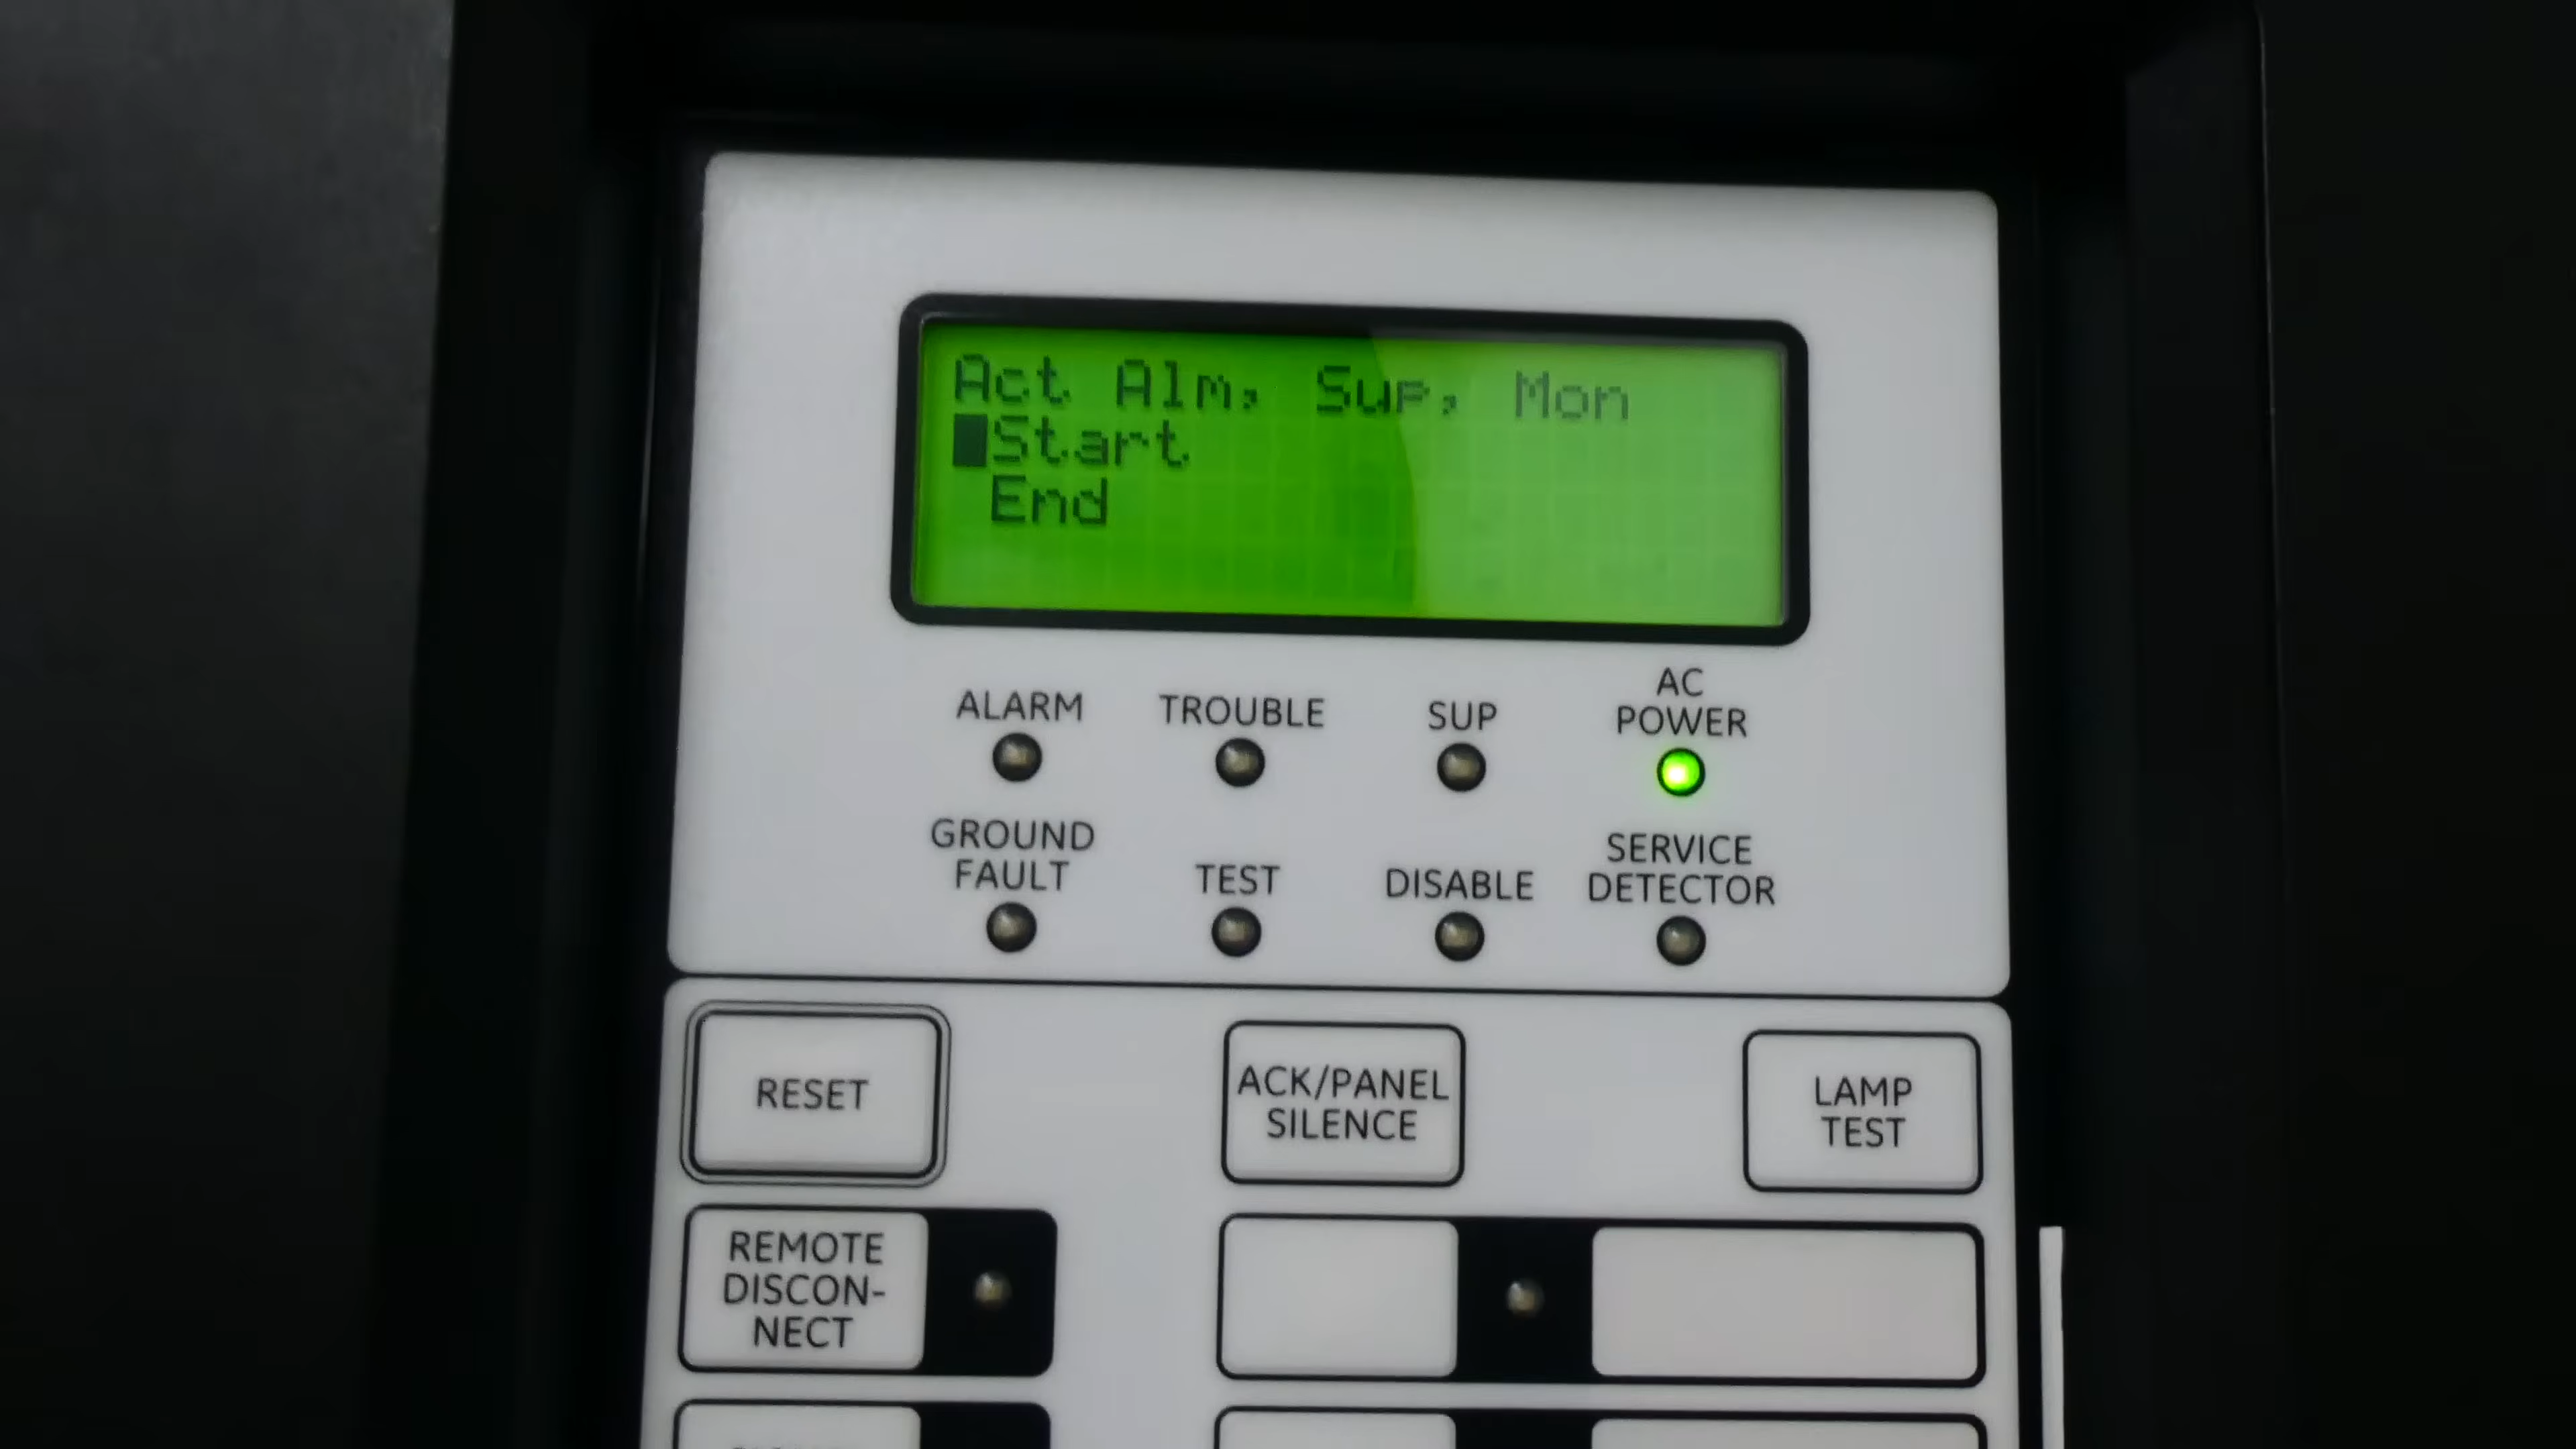 Act Alm, Sup, Mon
Start
End
ALARM
TROUBLE
SUP
AC
POWER
GROUND
FAULT
TEST
DISABLE
SERVICE
DETECTOR
RESET
ACK/PANEL
SILENCE
LAMP
TEST
REMOTE
DISCON-
NECT